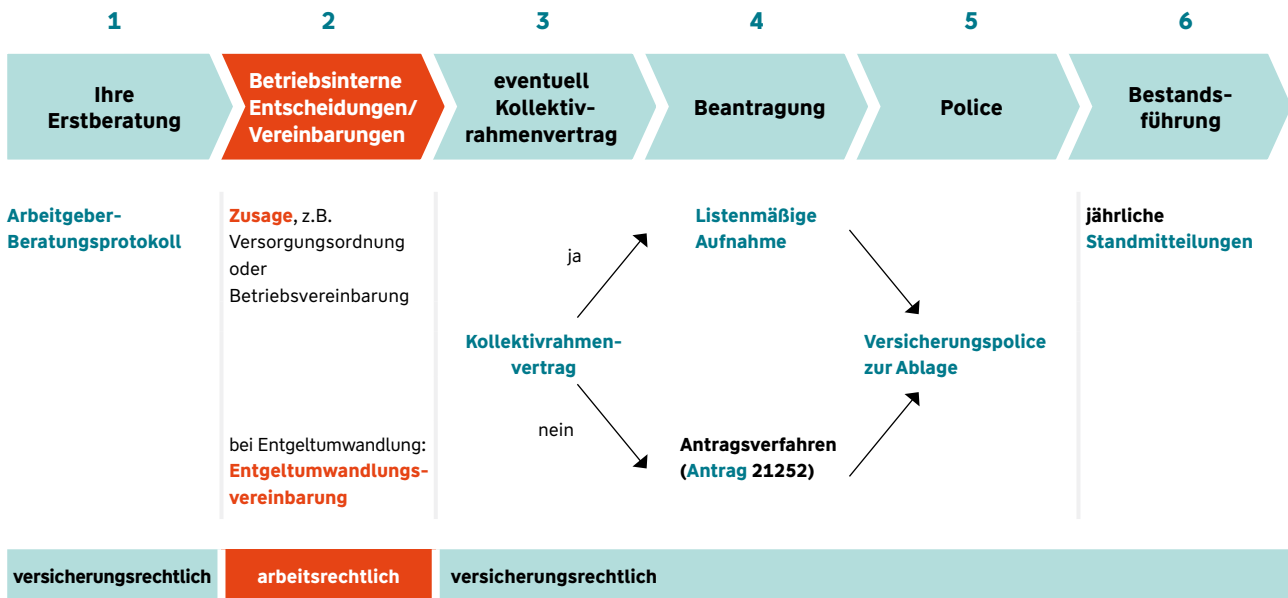 1
2
3
4
5
6
Ihre
Erstberatung
Betriebsinterne
Entscheidungen/
Vereinbarungen
eventuell
Kollektiv-
rahmenvertrag
Beantragung
Police
Bestands-
führung
Arbeitgeber-
Beratungsprotokoll
Zusage, z.B.
Versorgungsordnung
oder
Betriebsvereinbarung
bei Entgeltumwandlung:
Entgeltumwandlungs-
vereinbarung
Kollektivrahmen-
vertrag
ja
nein
Listenmäßige
Aufnahme
Antragsverfahren
(Antrag 21252)
Versicherungspolice
zur Ablage
jährliche
Standmitteilungen
versicherungsrechtlich
arbeitsrechtlich
versicherungsrechtlich